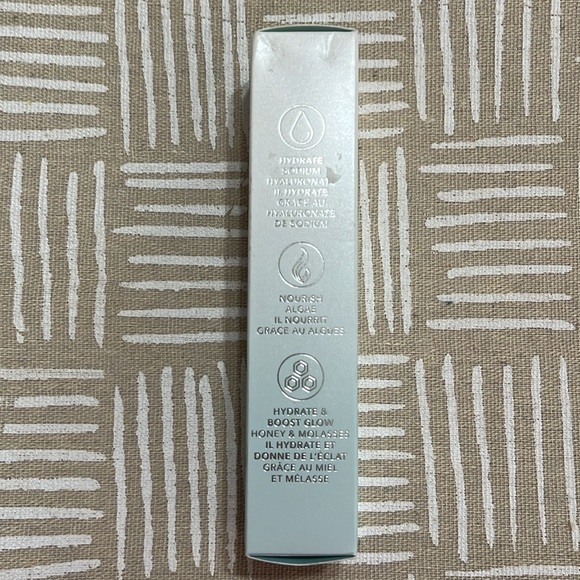 HYDRATE
SODIUM
HYALURONATE
IL HYDRATE
GRÂCE AU
HYALURONATE
DE SODIUM
NOURISH
ALGAE
IL NOURRIT
GRÂCE AU ALGUES
HYDRATE &
BOOST GLOW
HONEY & MOLASSES
IL HYDRATE ET
DONNE DE L'ÉCLAT
GRÂCE AU MIEL
ET MÉLASSE